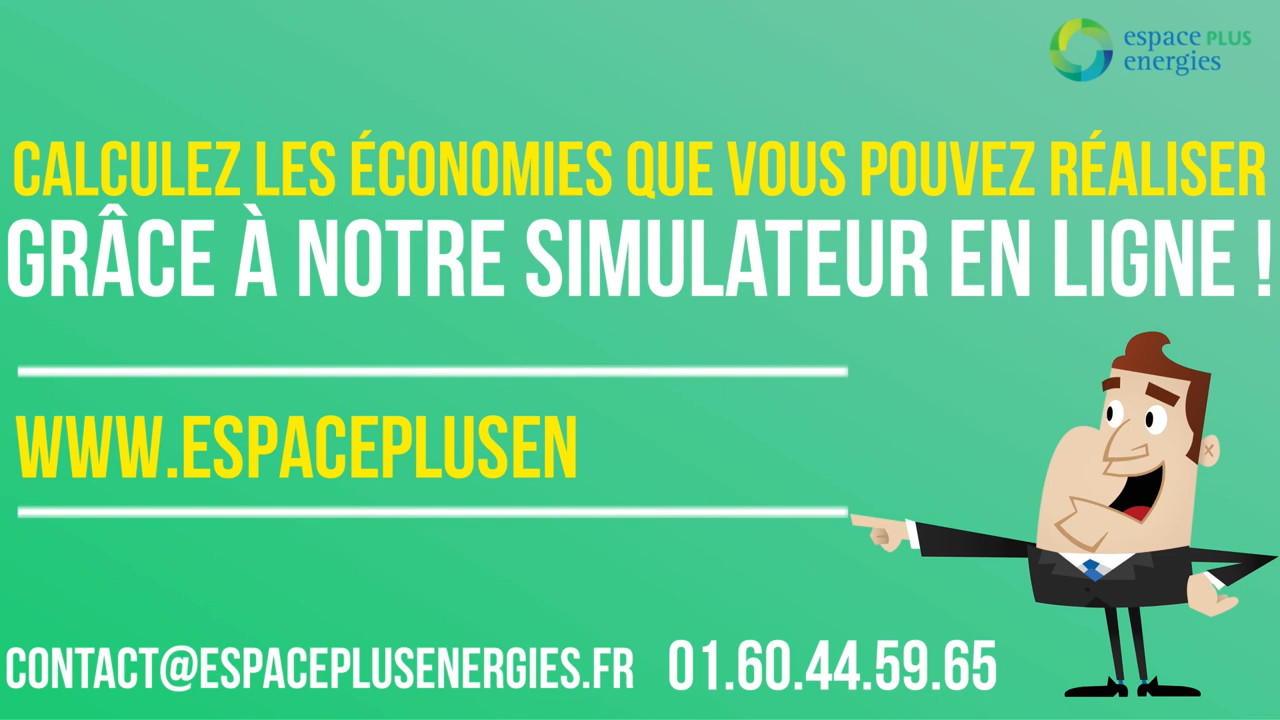 espace PLUS
energies
CALCULEZ LES ÉCONOMIES QUE VOUS POUVEZ RÉALISER
GRÂCE À NOTRE SIMULATEUR EN LIGNE !
WWW.ESPACEPLUSEN
CONTACT@ESPACEPLUSENERGIES.FR 01.60.44.59.65